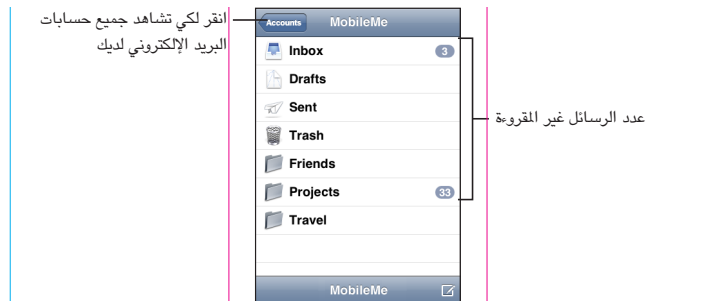 انقر لكي تشاهد جميع حسابات
البريد الإلكتروني لديك
Accounts
MobileMe
Inbox 3
Drafts
Sent
Trash
Friends
Projects 33
Travel
MobileMe
عدد الرسائل غير المقروءة